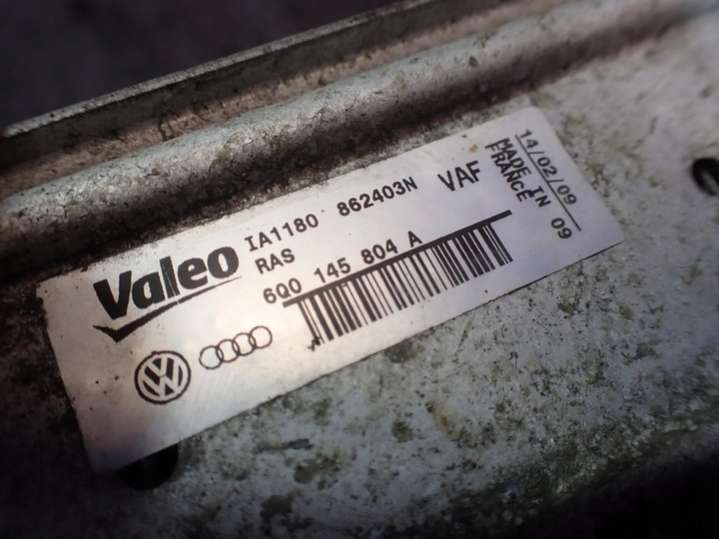 Valeo
IA1180 862403N VAF
RAS
6Q0 145 804 A
14/02/09
MADE IN
FRANCE 09